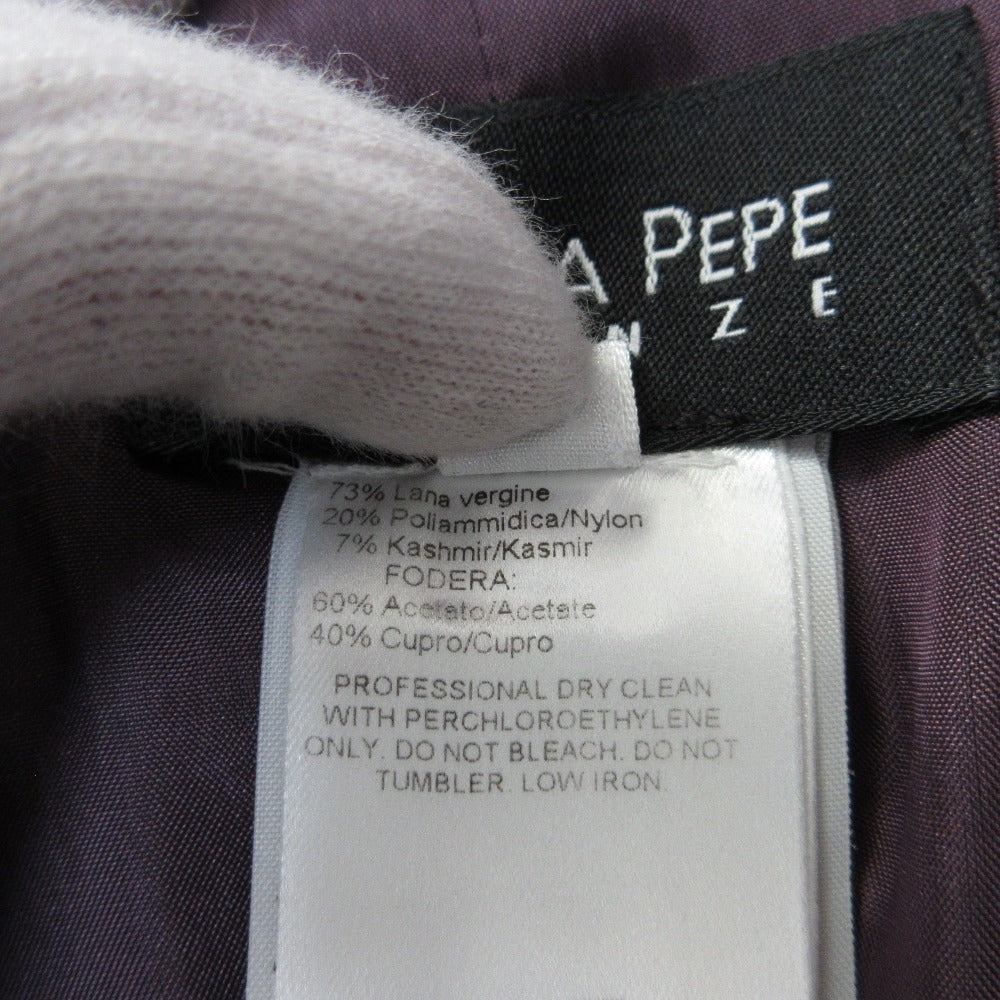 A PEPE
NZE
73% Lana vergine
20% Poliammidica/Nylon
7% Kashmir/Kasmir
FODERA:
60% Acetato/Acetate
40% Cupro/Cupro
PROFESSIONAL DRY CLEAN
WITH PERCHLOROETHYLENE
ONLY. DO NOT BLEACH. DO NOT
TUMBLER. LOW IRON.